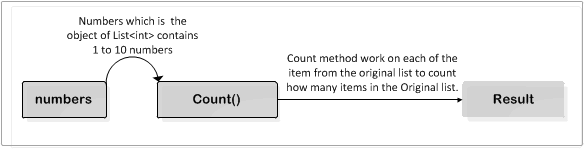 Numbers which is the
object of List<int> contains
1 to 10 numbers
Count method work on each of the
item from the original list to count
how many items in the Original list.
numbers
Count()
Result